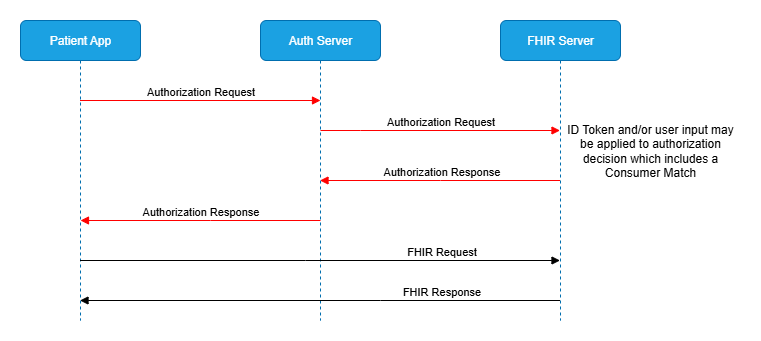 Patient App
Auth Server
FHIR Server
Authorization Request
Authorization Request
ID Token and/or user input may
be applied to authorization
decision which includes a
Consumer Match
Authorization Response
Authorization Response
FHIR Request
FHIR Response